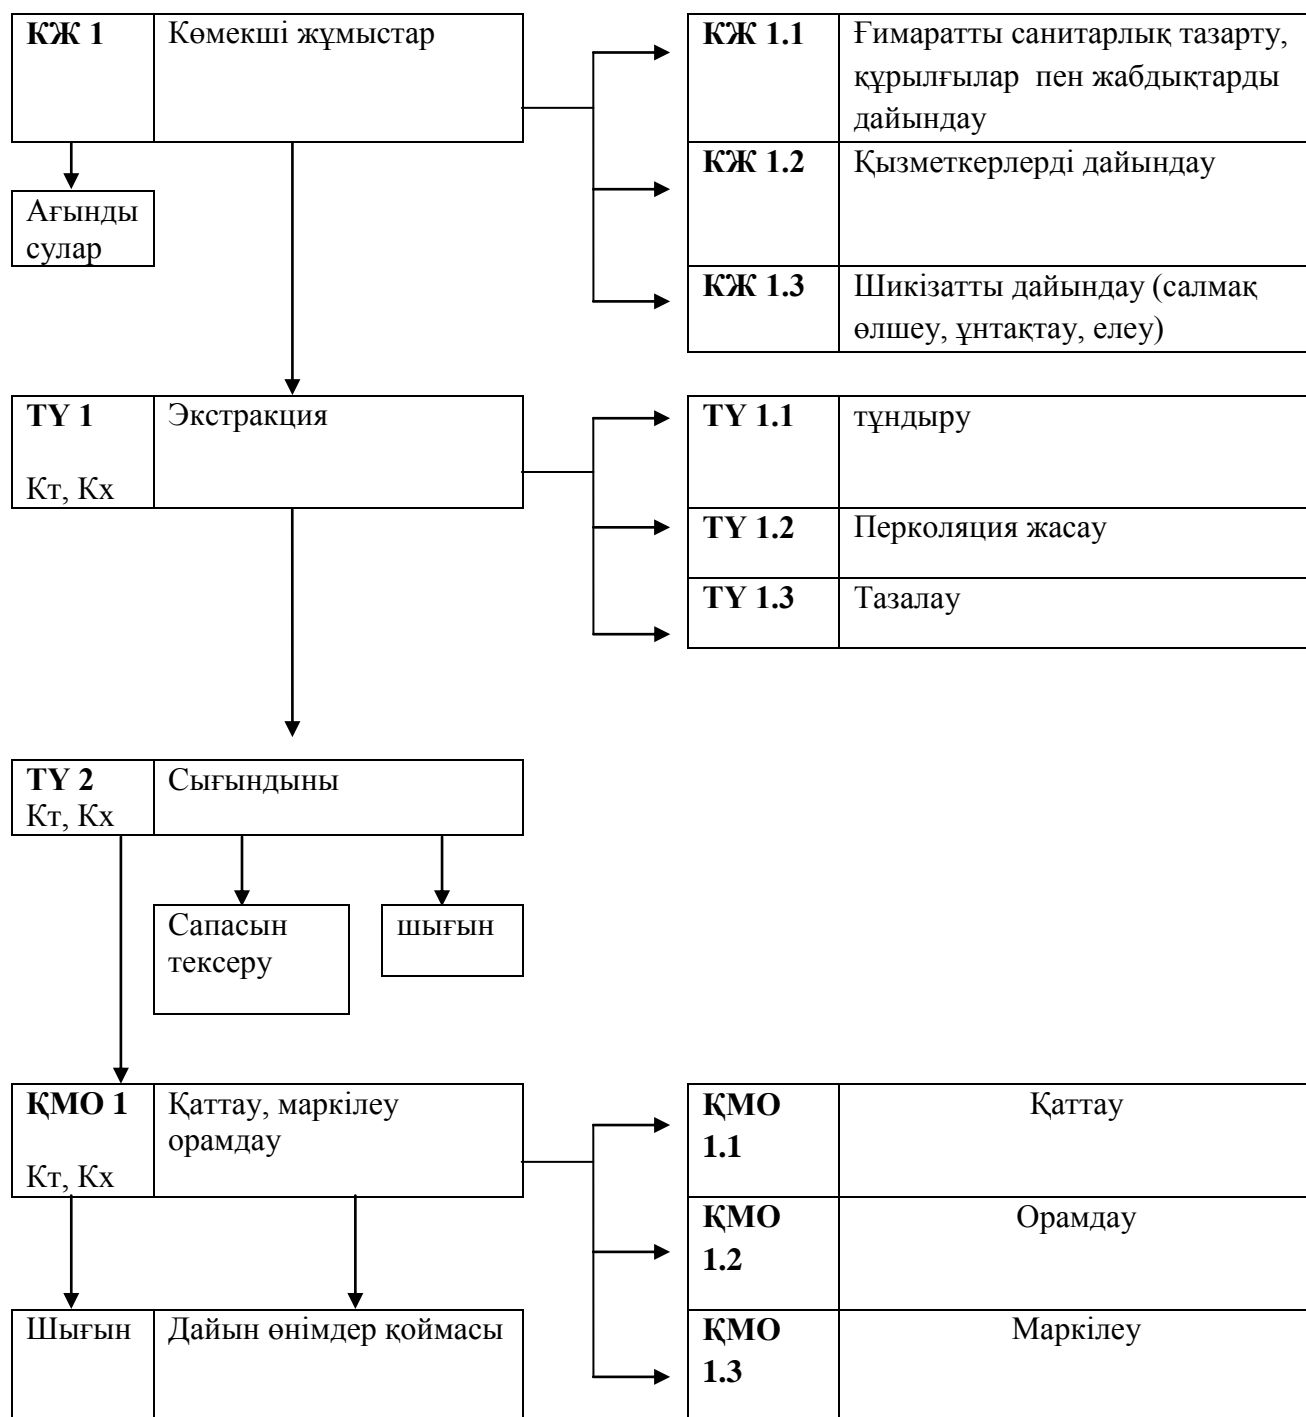 КЖ 1 Көмекші жұмыстар
Ағынды
сулар
КЖ 1.1 Ғимаратты санитарлық тазарту,
құрылғылар пен жабдықтарды
дайындау
КЖ 1.2 Қызметкерлерді дайындау
КЖ 1.3 Шикізатты дайындау (салмақ
өлшеу, ұнтақтау, елеу)
ТҮ 1 Экстракция
Кт, Кх
ТҮ 1.1 тұндыру
ТҮ 1.2 Перколяция жасау
ТҮ 1.3 Тазалау
ТҮ 2 Сығындыны
Кт, Кх
Сапасын
тексеру
шығын
ҚМО 1 Қаттау, маркілеу
орамдау
Кт, Кх
Шығын Дайын өнімдер қоймасы
ҚМО Қаттау
1.1
ҚМО Орамдау
1.2
ҚМО Маркілеу
1.3